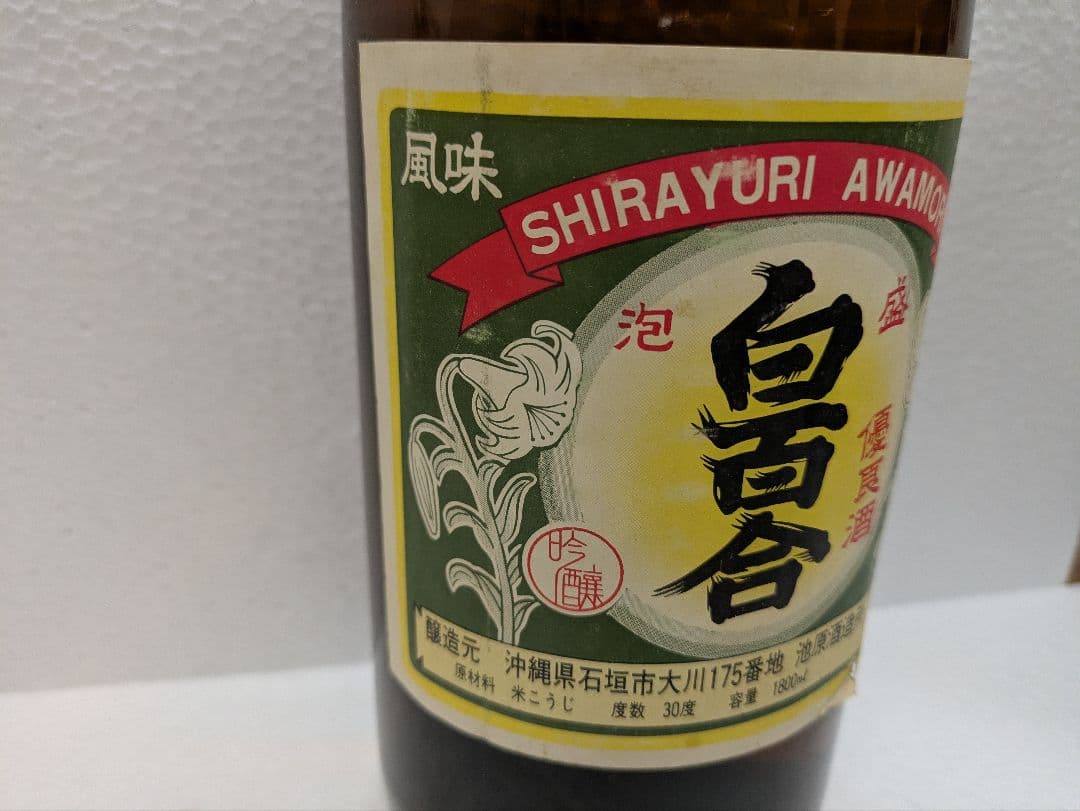 風味
SHIRAYURI AWAMOR
泡盛
白百合
優良酒
吟醸
醸造元 沖縄県石垣市大川175番地 池原酒造
原材料 米こうじ 度数 30度 容量 1800㎖